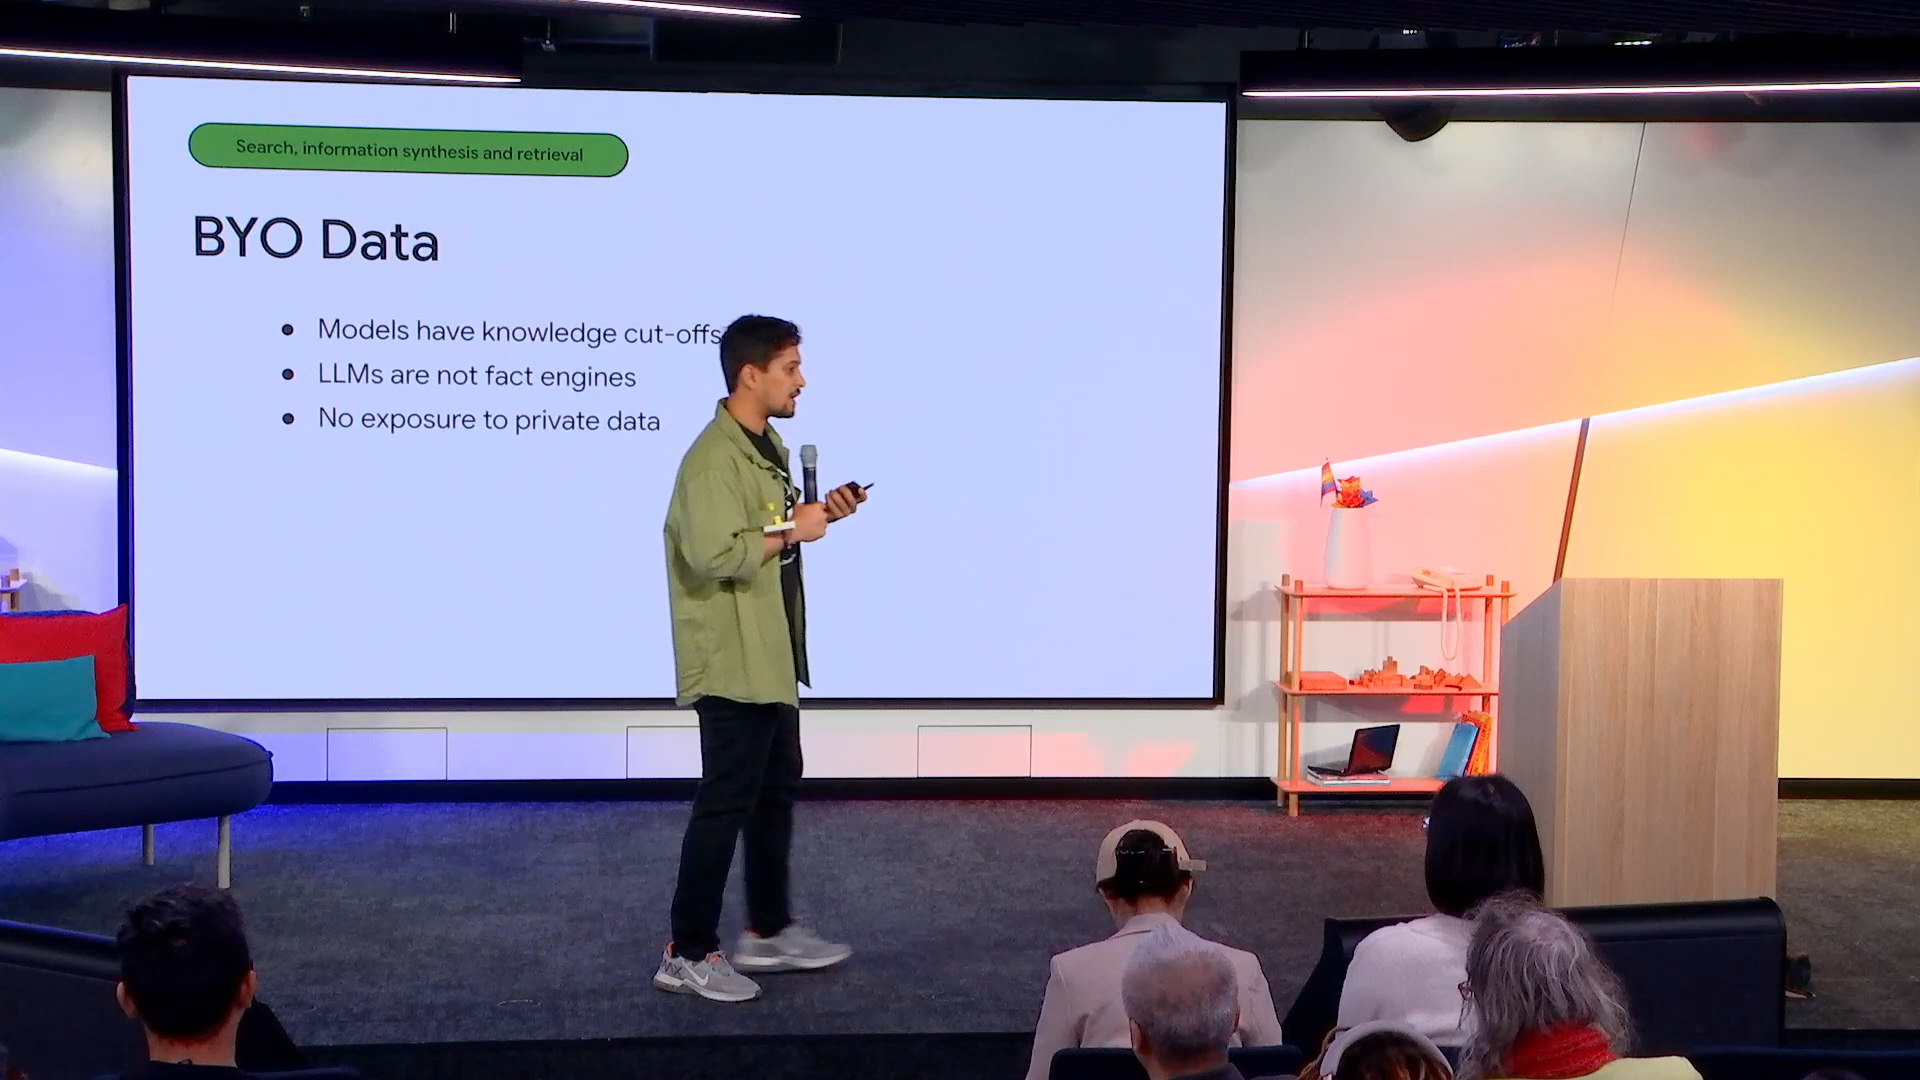 Search, information synthesis and retrieval
BYO Data
Models have knowledge cut-offs
LLMs are not fact engines
No exposure to private data